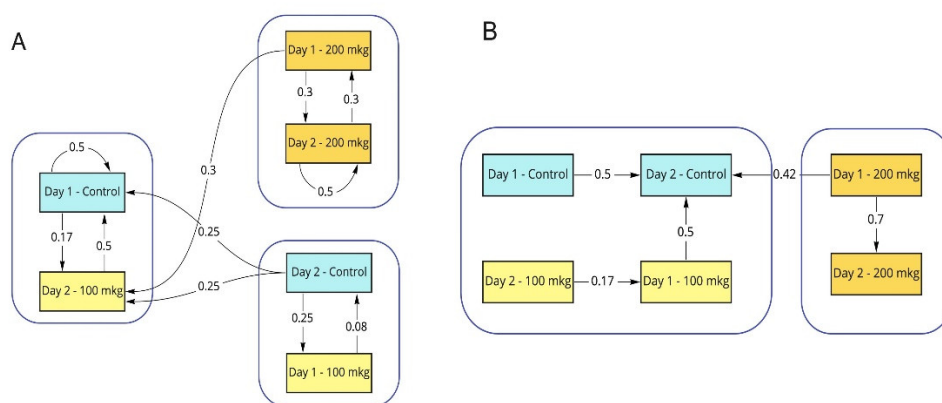 A
Day 1 - 200 mkg
0.3
0.3
Day 2 - 200 mkg
0.5
0.3
0.5
Day 1 - Control
0.17
0.5
Day 2 - 100 mkg
0.25
0.25
Day 2 - Control
0.25
0.08
Day 1 - 100 mkg
B
Day 1 - Control
0.5
Day 2 - Control
0.42
Day 1 - 200 mkg
0.5
0.7
Day 2 - 100 mkg
0.17
Day 1 - 100 mkg
Day 2 - 200 mkg